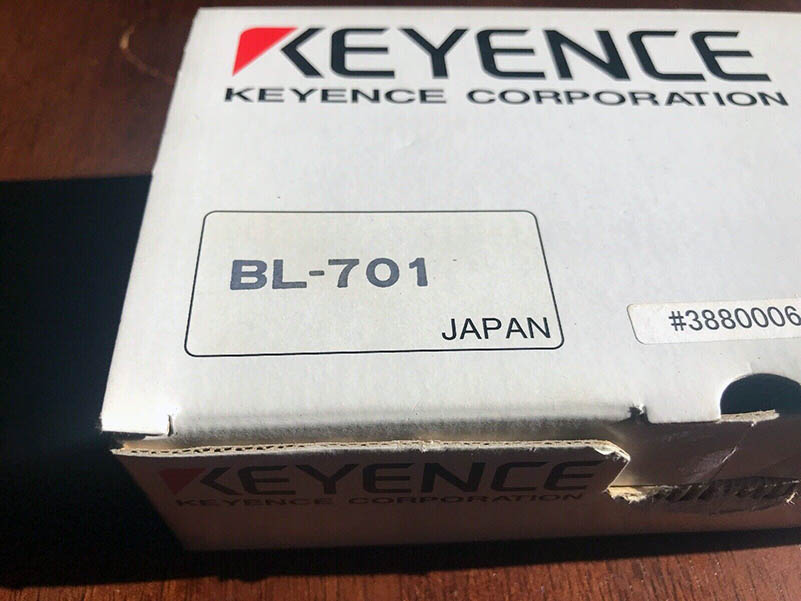 KEYENCE
KEYENCE CORPORATION
BL-701
JAPAN
#3880006
KEYENCE
KEYENCE CORPORATION